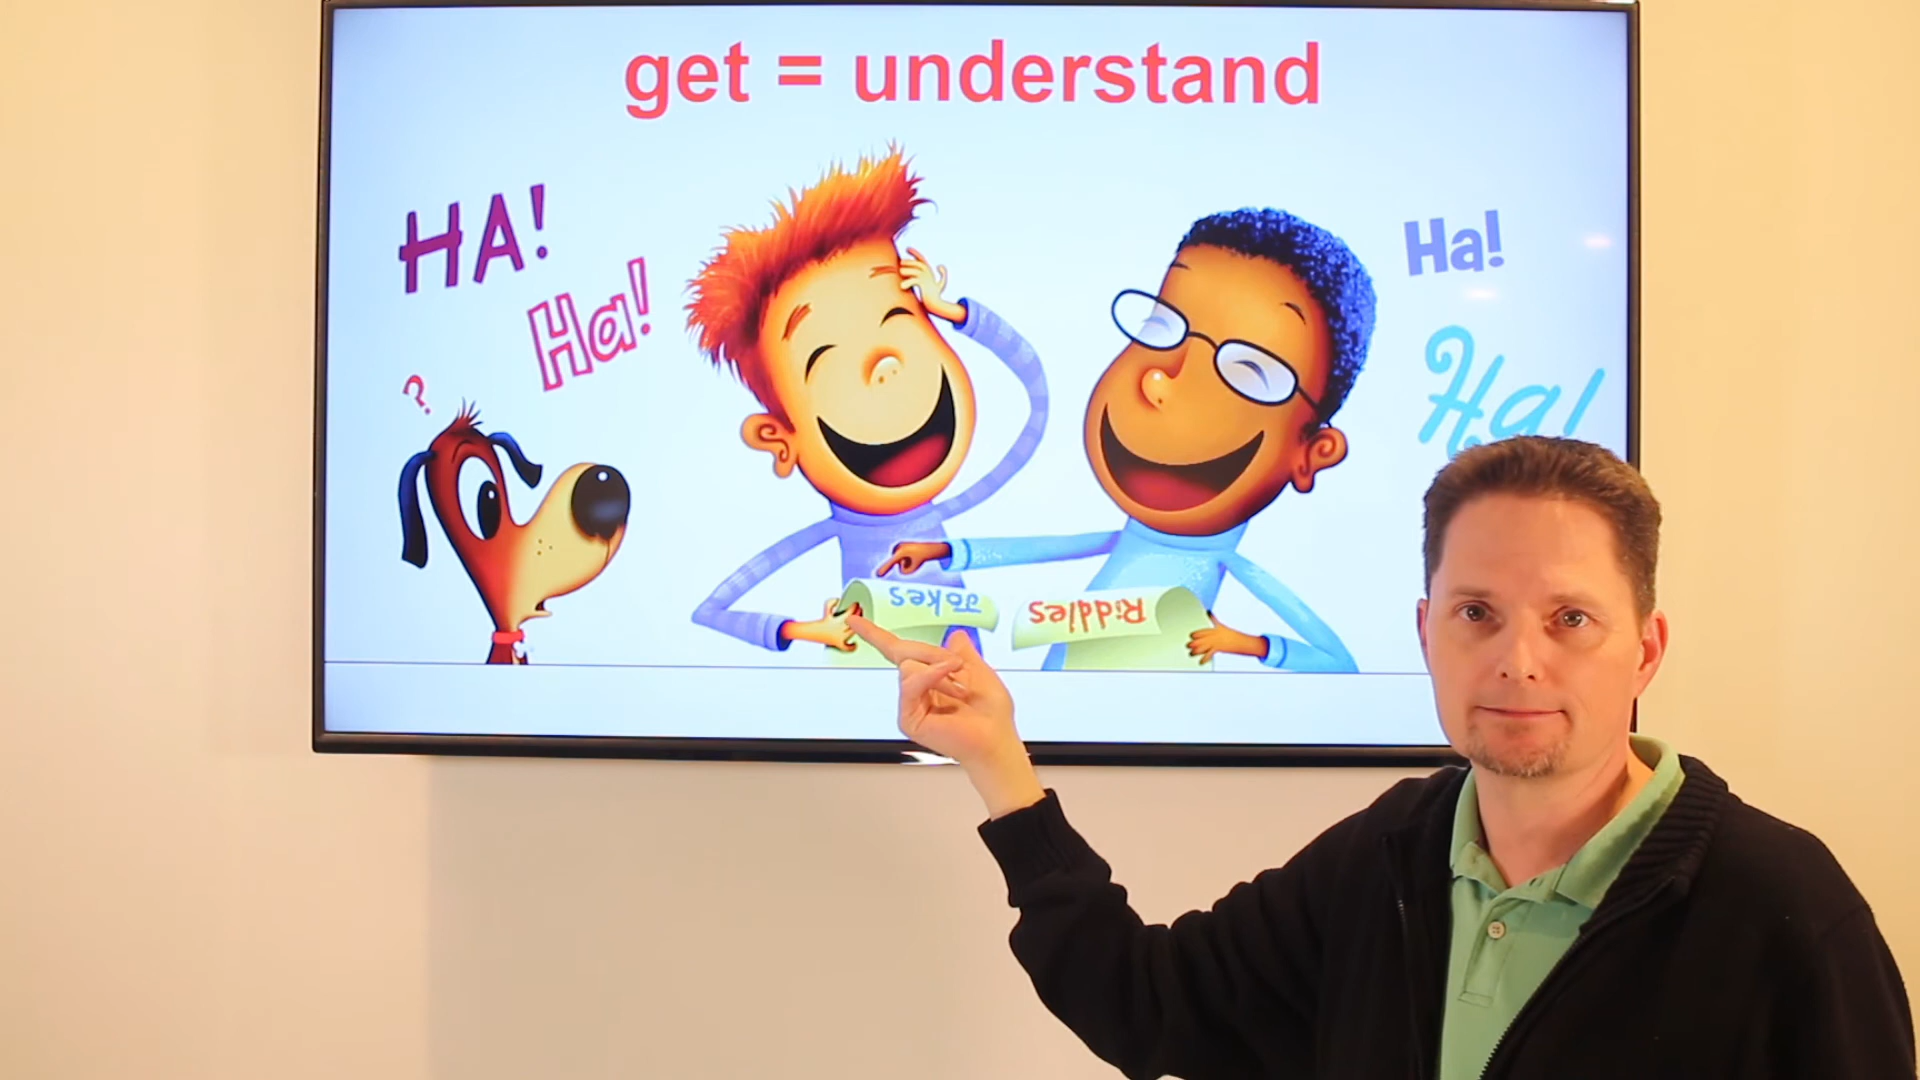 get = understand
HA!
Ha!
Ha!
Ha!
?
Jokes
Riddles